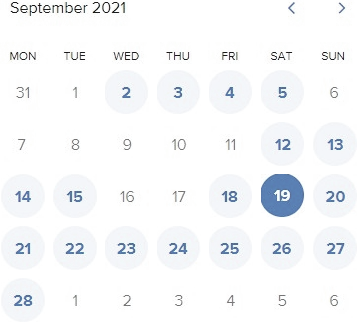 September 2021
MON TUE WED THU FRI SAT SUN
31 1 2 3 4 5 6
7 8 9 10 11 12 13
14 15 16 17 18 19 20
21 22 23 24 25 26 27
28 1 2 3 4 5 6